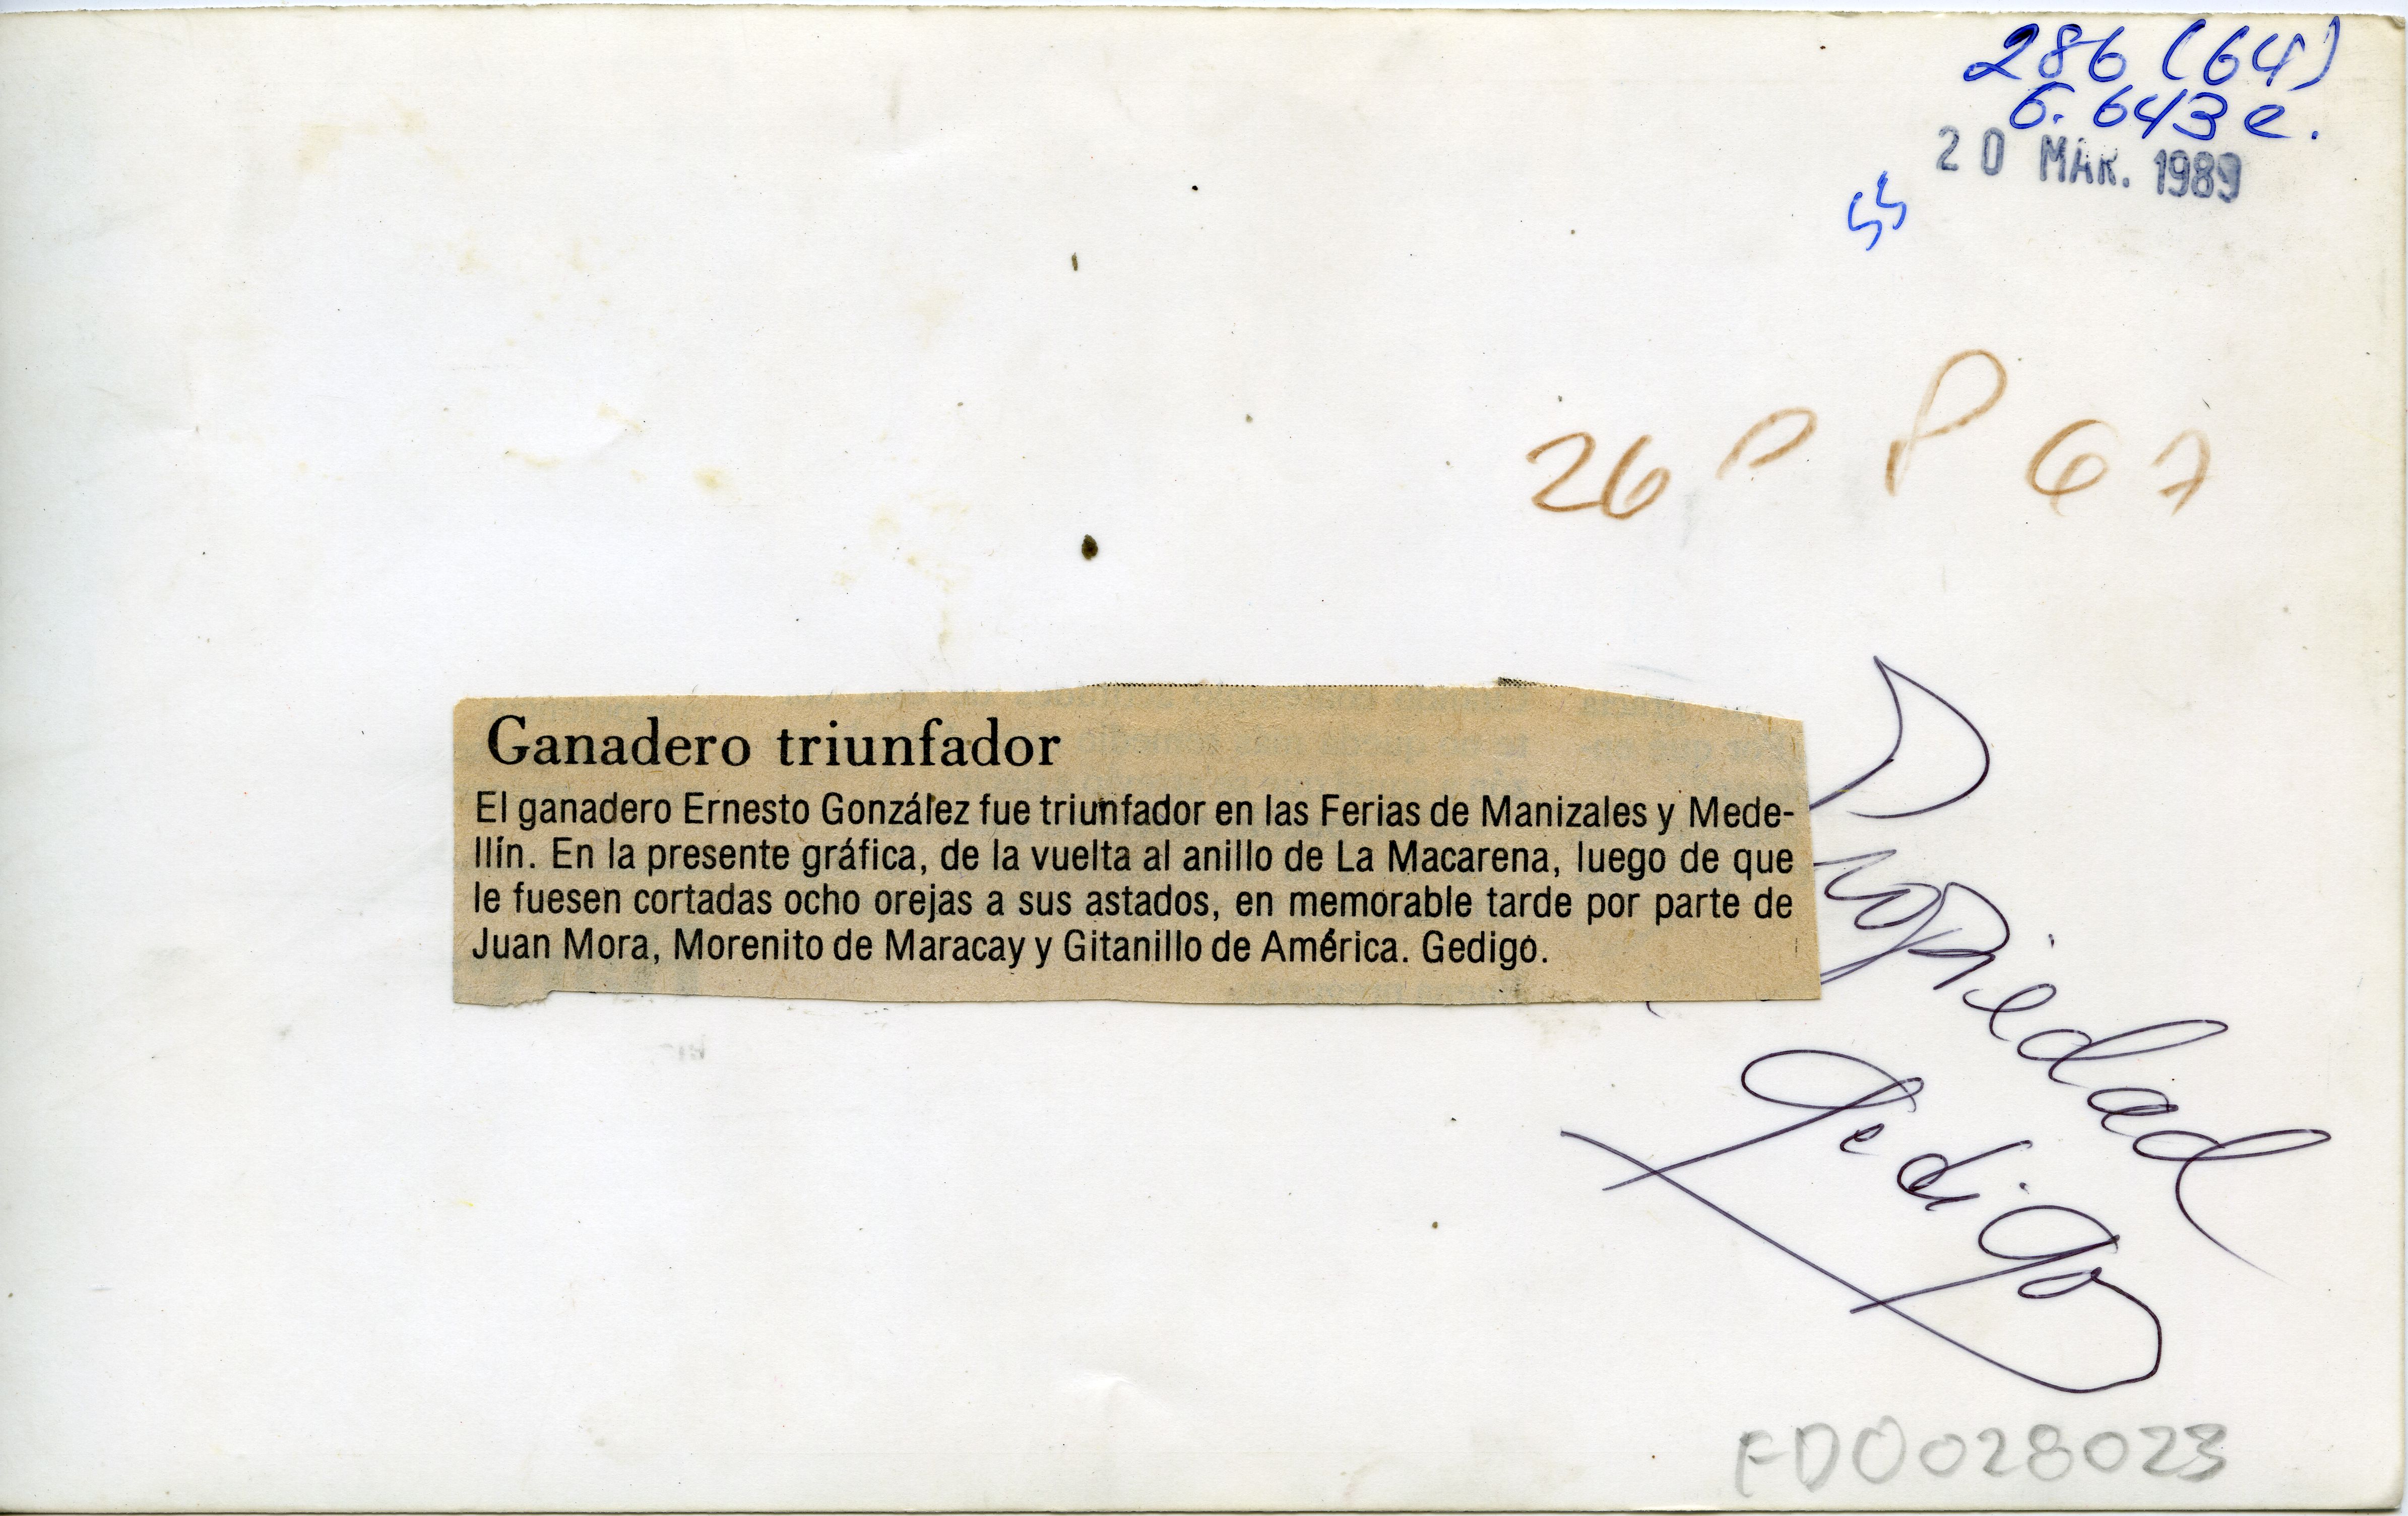 286 (64)
6.643 e.
20 MAR. 1989
55
26 P P 67
Ganadero triunfador
El ganadero Ernesto González fue triunfador en las Ferias de Manizales y Mede-
llín. En la presente gráfica, de la vuelta al anillo de La Macarena, luego de que
le fuesen cortadas ocho orejas a sus astados, en memorable tarde por parte de
Juan Mora, Morenito de Maracay y Gitanillo de América. Gedigo.
Propiedad
Gedigo
FD0028023